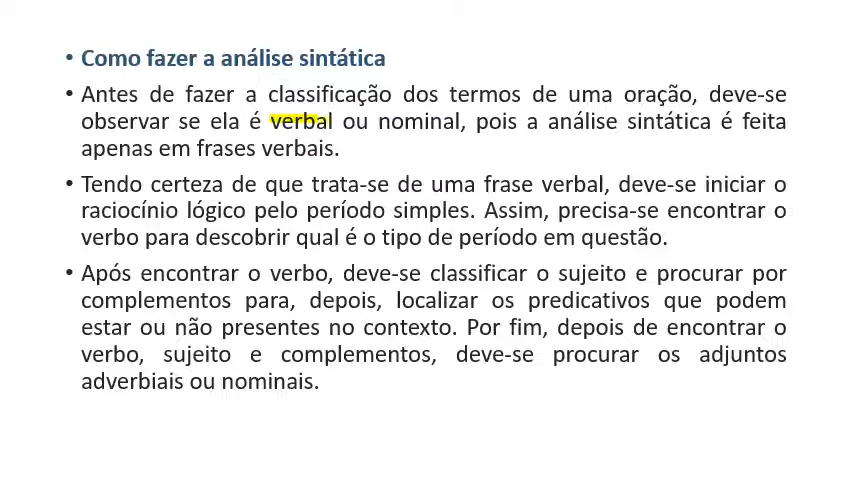 • Como fazer a análise sintática
• Antes de fazer a classificação dos termos de uma oração, deve-se
observar se ela é verbal ou nominal, pois a análise sintática é feita
apenas em frases verbais.
• Tendo certeza de que trata-se de uma frase verbal, deve-se iniciar o
raciocínio lógico pelo período simples. Assim, precisa-se encontrar o
verbo para descobrir qual é o tipo de período em questão.
• Após encontrar o verbo, deve-se classificar o sujeito e procurar por
complementos para, depois, localizar os predicativos que podem
estar ou não presentes no contexto. Por fim, depois de encontrar o
verbo, sujeito e complementos, deve-se procurar os adjuntos
adverbiais ou nominais.